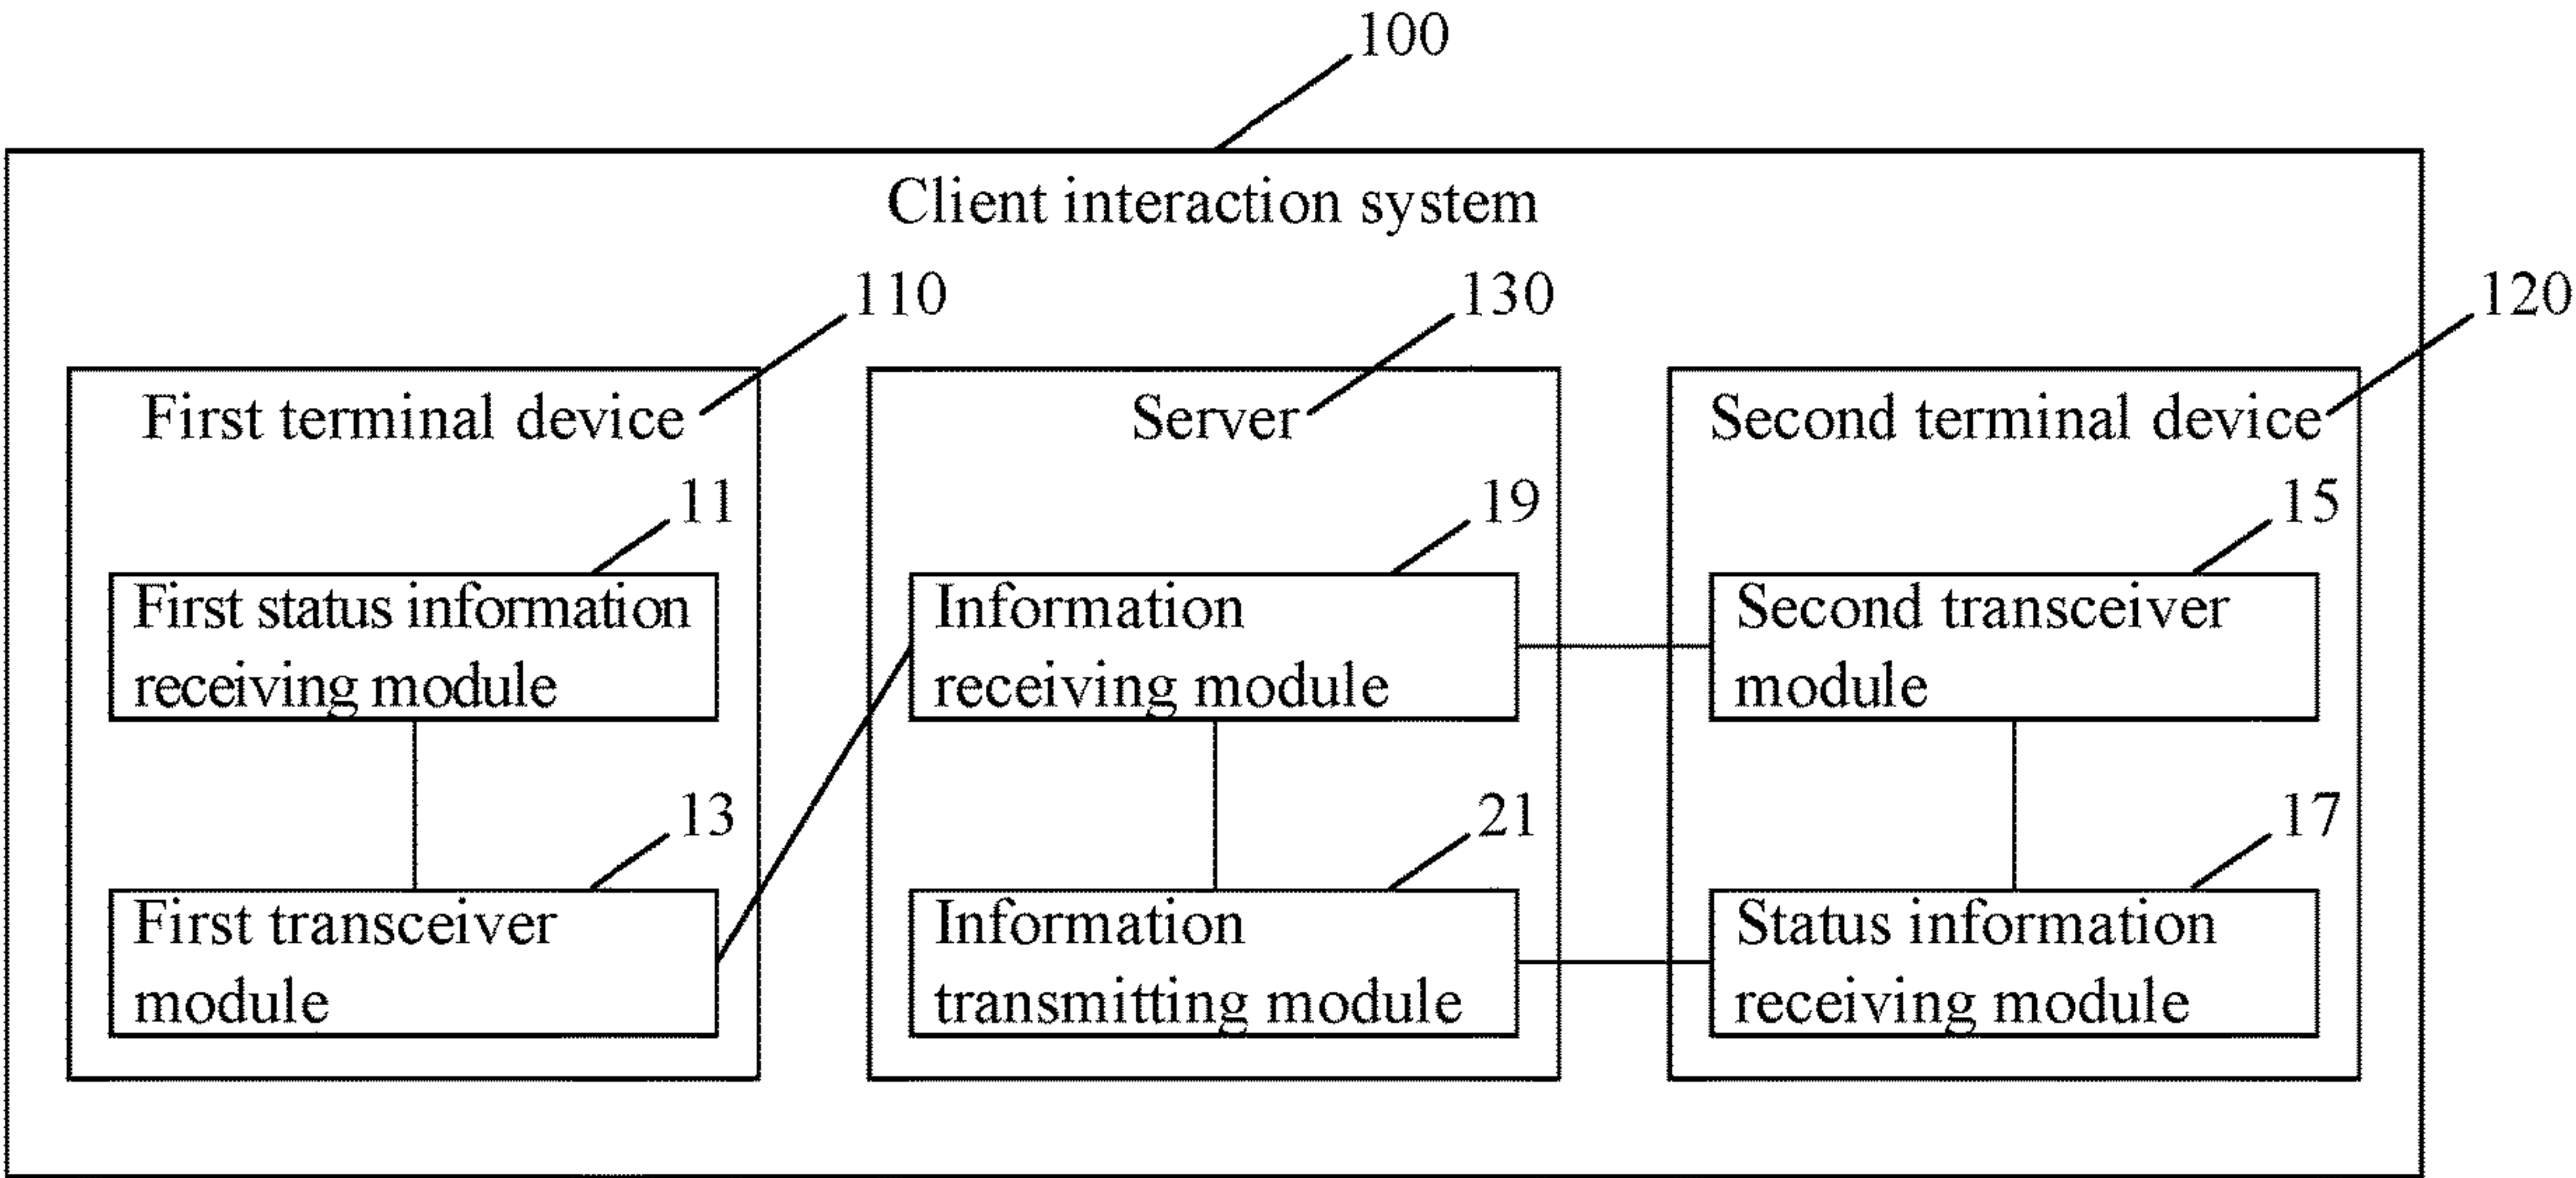 100
Client interaction system
110
130
120
First terminal device
Server
Second terminal device
11
19
15
First status information
receiving module
Information
receiving module
Second transceiver
module
13
21
17
First transceiver
module
Information
transmitting module
Status information
receiving module